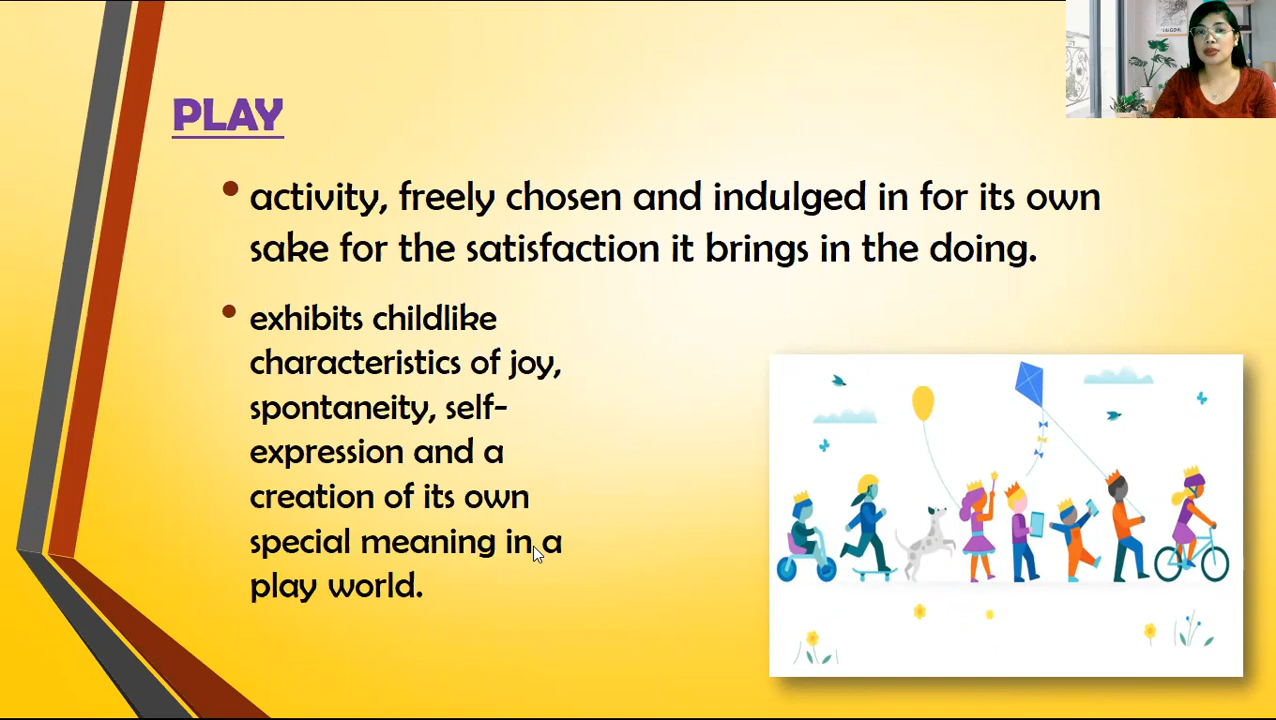 PLAY
• activity, freely chosen and indulged in for its own
sake for the satisfaction it brings in the doing.
• exhibits childlike
characteristics of joy,
spontaneity, self-
expression and a
creation of its own
special meaning in a
play world.